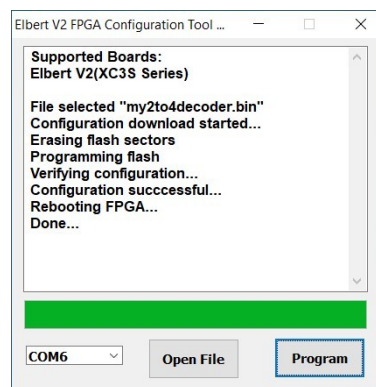 Elbert V2 FPGA Configuration Tool ...
Supported Boards:
Elbert V2(XC3S Series)
File selected "my2to4decoder.bin"
Configuration download started...
Erasing flash sectors
Programming flash
Verifying configuration...
Configuration succcessful...
Rebooting FPGA...
Done...
COM6 Open File Program